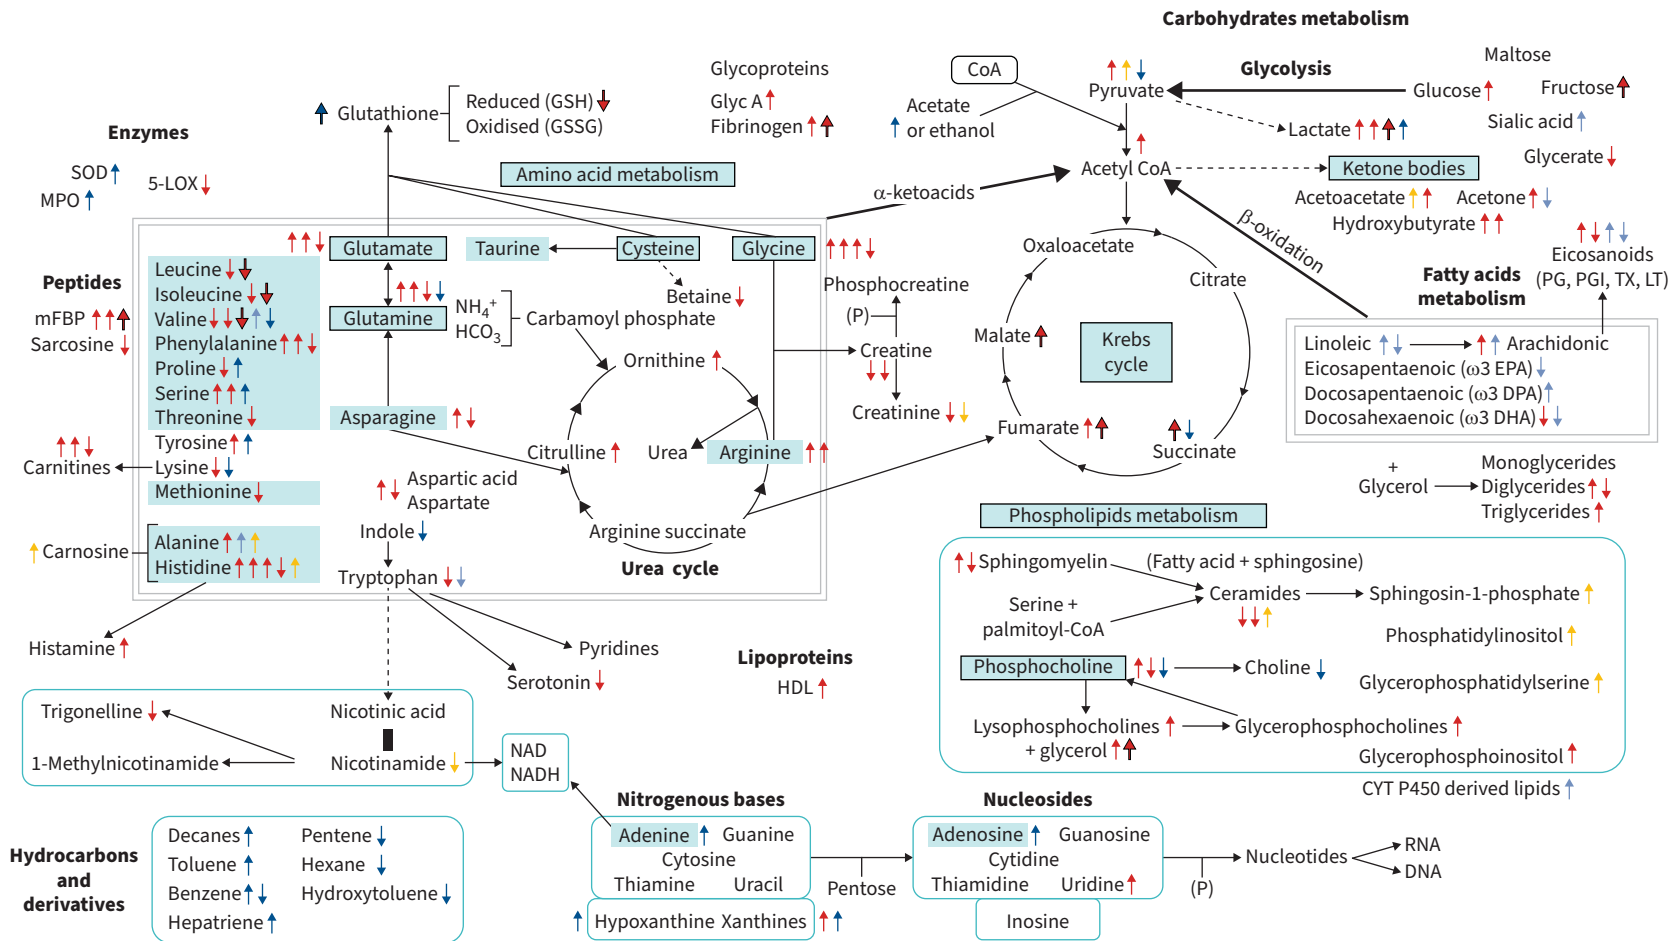 Carbohydrates metabolism
CoA
Pyruvate
Glycolysis
Maltose
Glucose
Fructose
Acetate
or ethanol
Lactate
Sialic acid
Glycerate
Acetyl CoA
Ketone bodies
Acetoacetate
Acetone
Hydroxybutyrate
α-ketoacids
β-oxidation
Glycoproteins
Glyc A
Fibrinogen
Glutathione
Reduced (GSH)
Oxidised (GSSG)
Amino acid metabolism
Enzymes
SOD
MPO
5-LOX
Peptides
mFBP
Sarcosine
Carnitines
Carnosine
Histamine
Leucine
Isoleucine
Valine
Phenylalanine
Proline
Serine
Threonine
Tyrosine
Lysine
Methionine
Alanine
Histidine
Glutamate
Taurine
Cysteine
Glycine
Betaine
Glutamine
NH4+
HCO3
Carbamoyl phosphate
Ornithine
Asparagine
Citrulline
Urea
Arginine
Aspartic acid
Aspartate
Arginine succinate
Urea cycle
Indole
Tryptophan
Phosphocreatine
(P)
Creatine
Creatinine
Oxaloacetate
Citrate
Malate
Krebs
cycle
Fumarate
Succinate
Eicosanoids
(PG, PGI, TX, LT)
Fatty acids
metabolism
Linoleic
Arachidonic
Eicosapentaenoic (ω3 EPA)
Docosapentaenoic (ω3 DPA)
Docosahexaenoic (ω3 DHA)
+
Glycerol
Monoglycerides
Diglycerides
Triglycerides
Phospholipids metabolism
Sphingomyelin
(Fatty acid + sphingosine)
Serine +
palmitoyl-CoA
Ceramides
Sphingosin-1-phosphate
Phosphatidylinositol
Phosphocholine
Choline
Glycerophosphatidylserine
Lysophosphocholines
+ glycerol
Glycerophosphocholines
Glycerophosphoinositol
CYT P450 derived lipids
Pyridines
Serotonin
Lipoproteins
HDL
Trigonelline
Nicotinic acid
1-Methylnicotinamide
Nicotinamide
NAD
NADH
Hydrocarbons
and
derivatives
Decanes
Pentene
Toluene
Hexane
Benzene
Hydroxytoluene
Hepatriene
Nitrogenous bases
Adenine
Guanine
Cytosine
Thiamine
Uracil
Hypoxanthine Xanthines
Pentose
Nucleosides
Adenosine
Guanosine
Cytidine
Thiamidine
Uridine
Inosine
(P)
Nucleotides
RNA
DNA